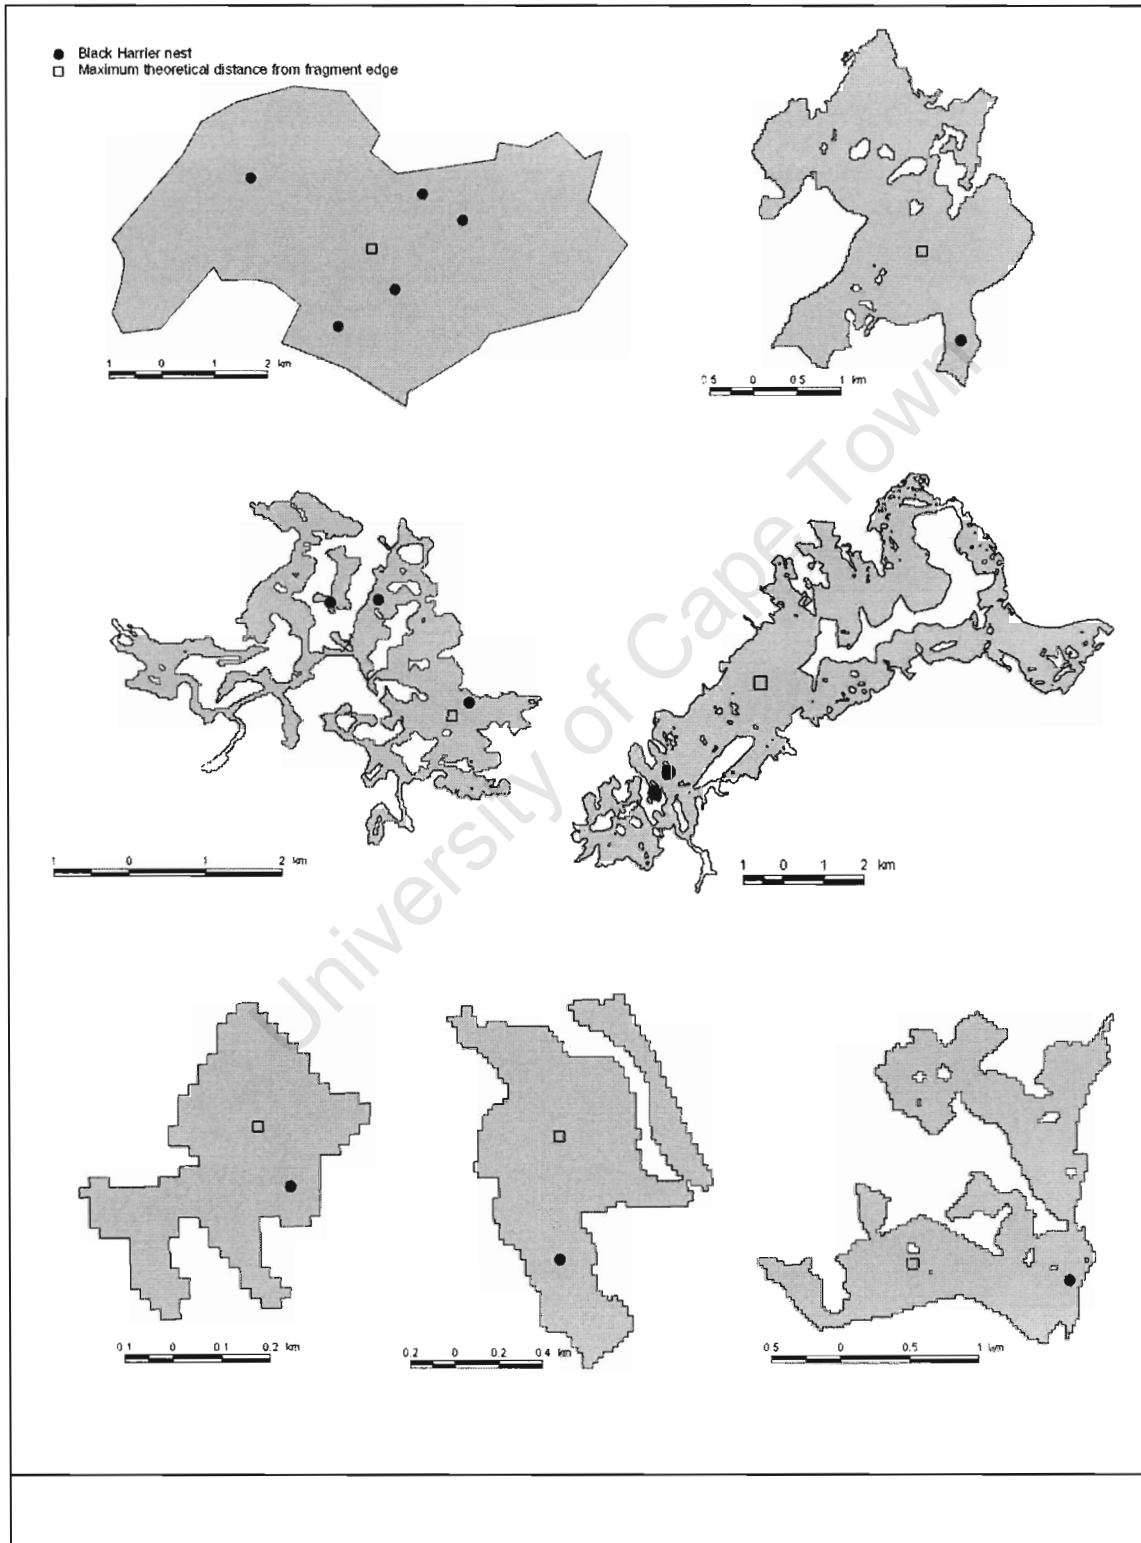 Black Harrier nest
Maximum theoretical distance from fragment edge
1 0 1 2 km
0 5 0 0 5 1 km
University of Cape Town
1 0 1 2 km
1 0 1 2 km
0 1 0 0 1 0.2 km
0.2 0 0.2 0.4 km
0 5 0 0.5 1 km